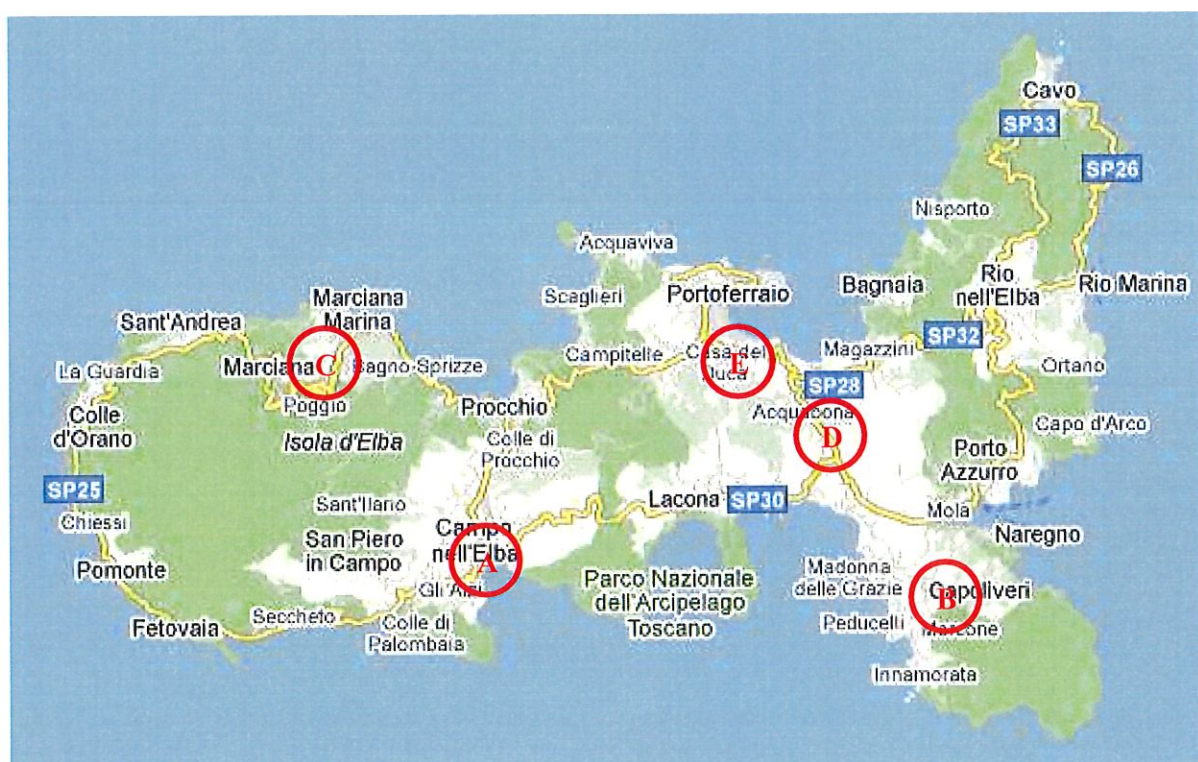 Cavo
SP33
SP26
Nisporto
Acquaviva
Rio
nell'Elba
Rio Marina
Bagnaia
Portoferraio
Scaglieri
Marciana
Marina
Sant'Andrea
SP32
Magazzini
Casa del
Duca
E
Campitelle
Ortano
La Guardia
Marciana
C
Bagno-Sprizze
SP28
Poggio
Procchio
Acquabona
D
Colle
d'Orano
Isola d'Elba
Capo d'Arco
Colle di
Procchio
Porto
Azzurro
SP25
Sant'Ilario
Lacona
SP30
Mola
Chiessi
Campo
nell'Elba
A
San Piero
in Campo
Naregno
Pomonte
Parco Nazionale
dell'Arcipelago
Toscano
Madonna
delle Grazie
Capoliveri
B
Gli Alzi
Seccheto
Fetovaia
Colle di
Palombaia
Peducelli
Morcone
Innamorata